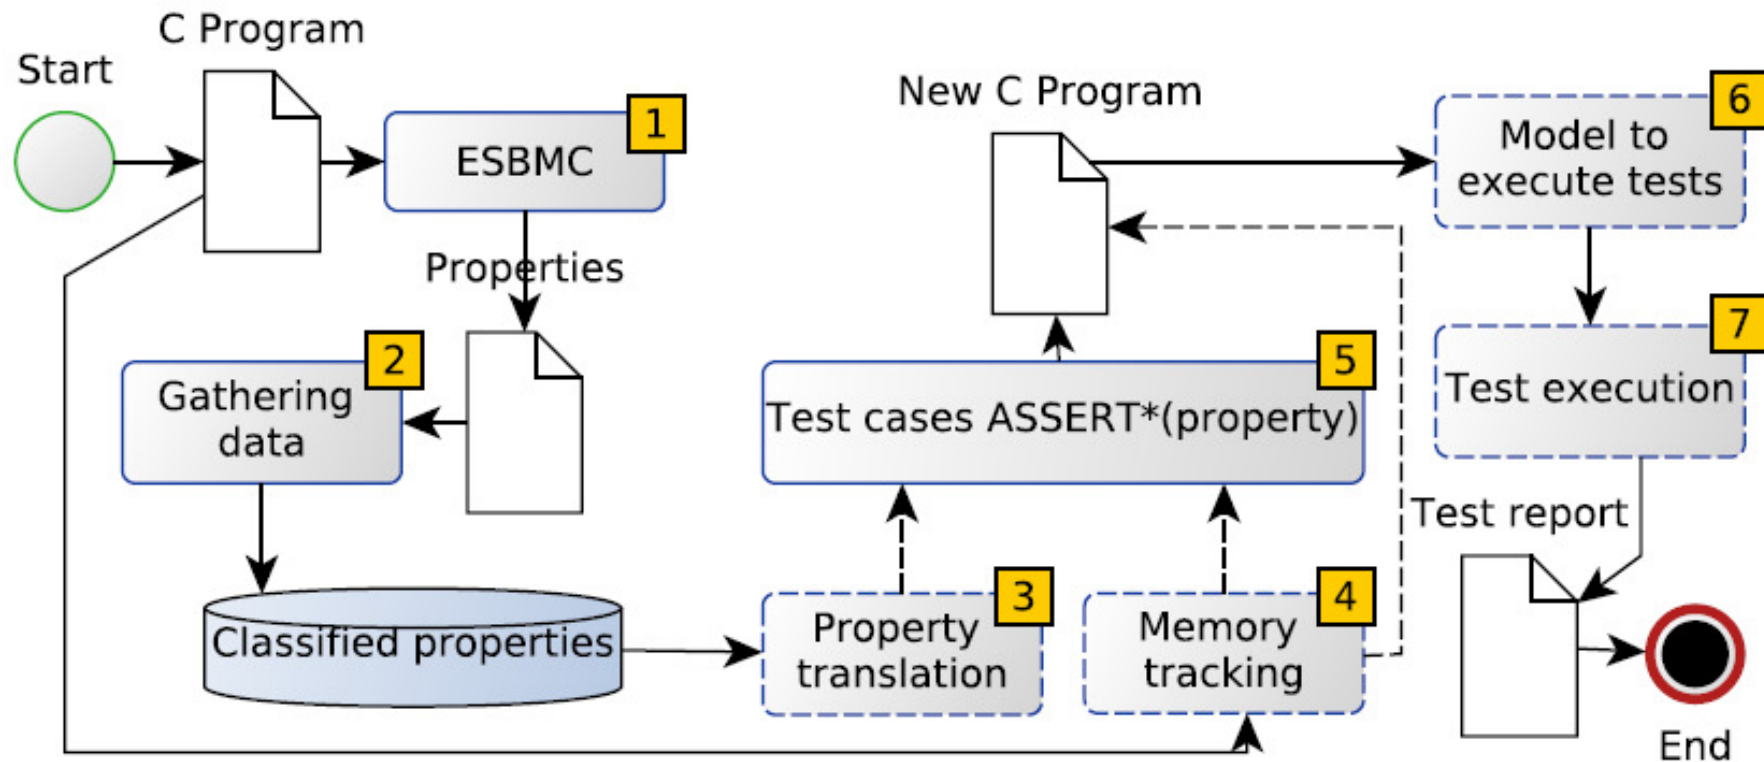 Start
C Program
1
ESBMC
Properties
2
Gathering
data
Classified properties
3
Property
translation
4
Memory
tracking
5
Test cases ASSERT*(property)
New C Program
6
Model to
execute tests
7
Test execution
Test report
End